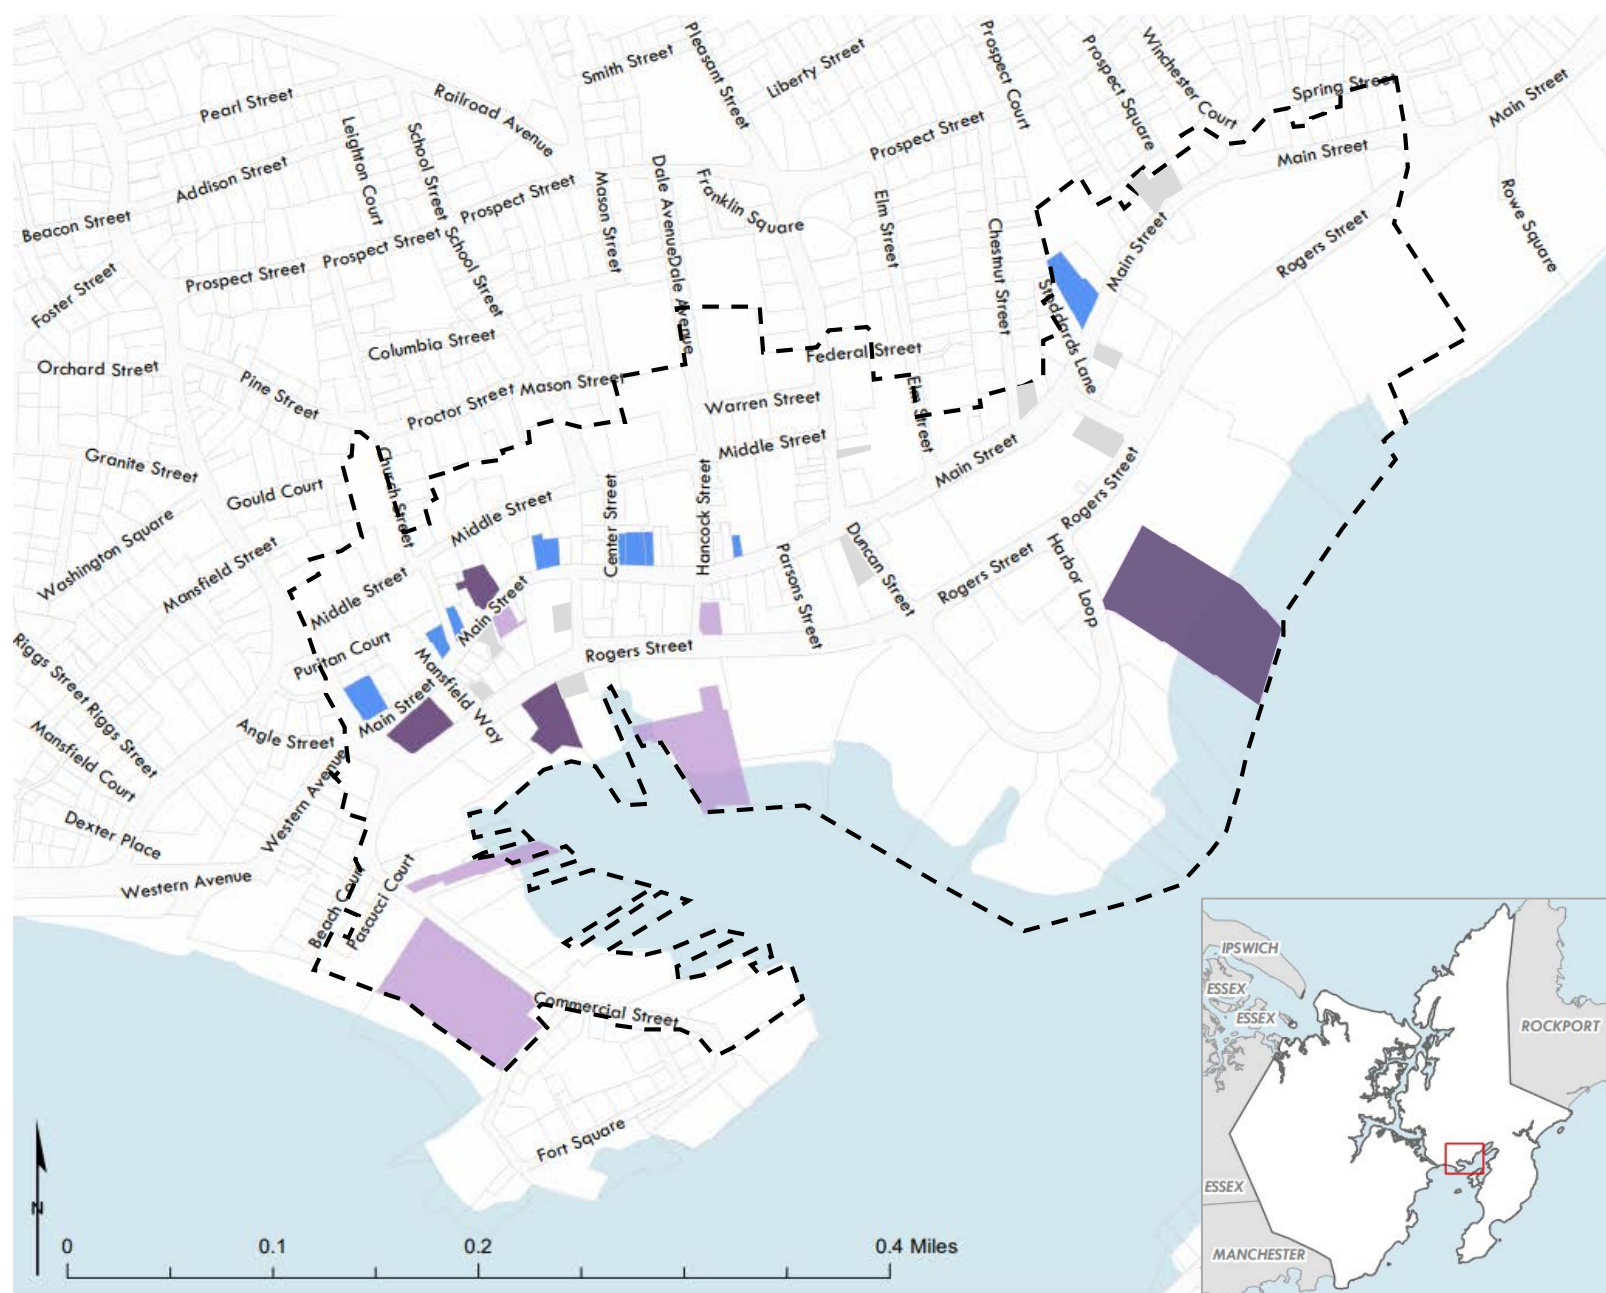 Smith Street
Pleasant Street
Liberty Street
Prospect Court
Prospect Square
Winchester Court
Spring Street
Main Street
Pearl Street
Railroad Avenue
Leighton Court
School Street
Prospect Street
Main Street
Addison Street
Mason Street
Dale Avenue
Dale Avenue
Franklin Square
Elm Street
Chestnut Street
Rowe Square
Beacon Street
Prospect Street
Prospect Street
Prospect Street
School Street
Main Street
Rogers Street
Foster Street
Stoddards Lane
Columbia Street
Federal Street
Orchard Street
Pine Street
Proctor Street
Mason Street
Warren Street
Elm Street
Middle Street
Main Street
Granite Street
Gould Court
Church Street
Middle Street
Center Street
Hancock Street
Rogers Street
Washington Square
Mansfield Street
Middle Street
Main Street
Parsons Street
Duncan Street
Rogers Street
Harbor Loop
Puritan Court
Rogers Street
Riggs Street
Riggs Street
Mansfield Way
Main Street
Angle Street
Mansfield Court
Western Avenue
Dexter Place
Western Avenue
Beach Court
Pascucci Court
Commercial Street
Fort Square
IPSWICH
ESSEX
ESSEX
ROCKPORT
ESSEX
MANCHESTER
N
0 0.1 0.2 0.4 Miles